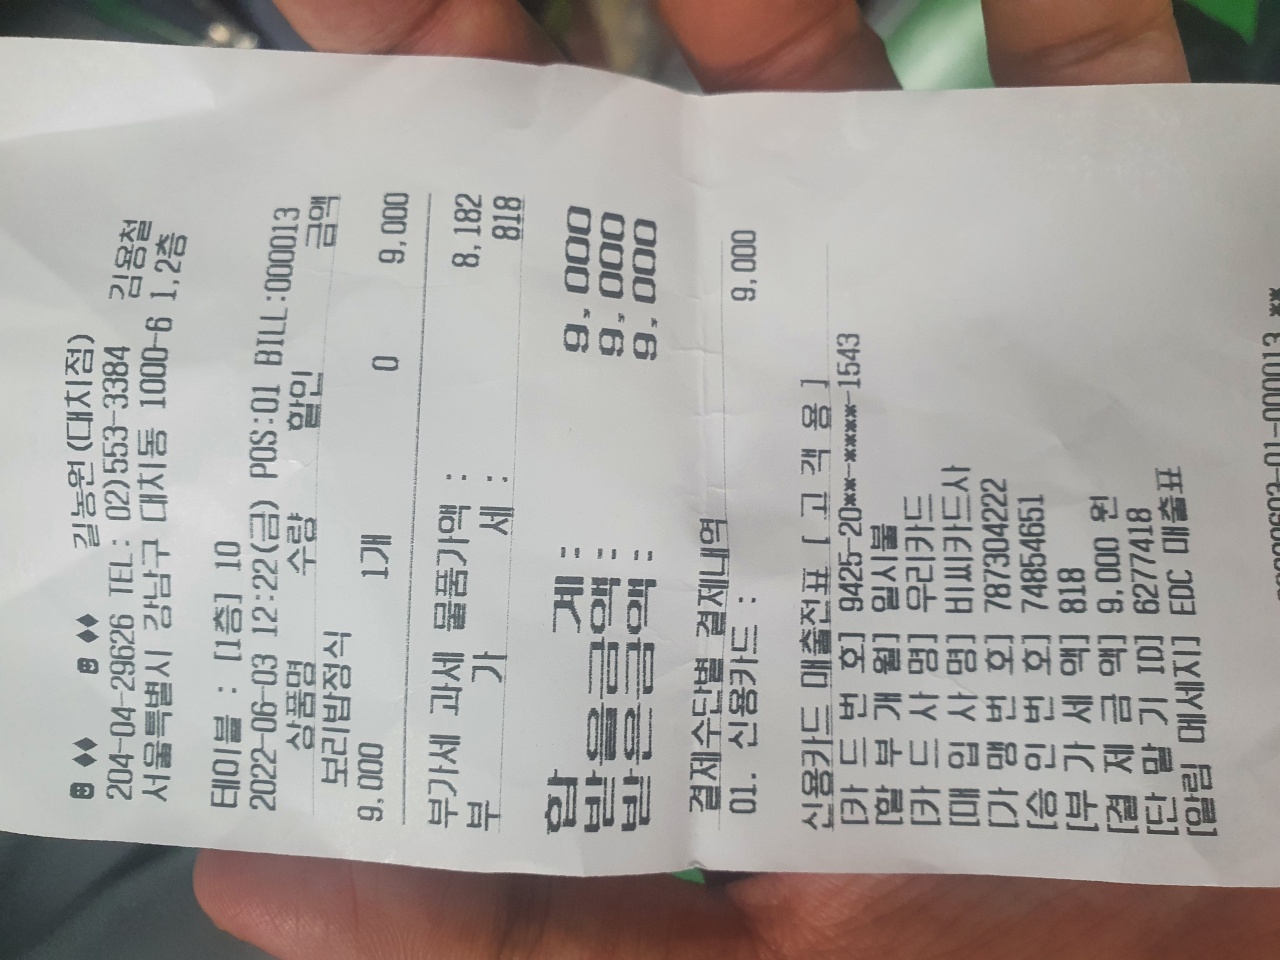 길농원(대치점)
204-04-29626 TEL: 02)553-3384 김용철
서울특별시 강남구 대치동 1000-6 1,2층
테이블 : [1층] 10
2022-06-03 12:22(금) POS:01 BILL:000013
상품명 수량 할인 금액
보리밥정식
9,000 1개 0 9,000
부가세 과세 물품가액 : 8,182
부 가 세 : 818
합 계: 9,000
받을금액: 9,000
받은금액: 9,000
결제수단별 결제내역
01. 신용카드 : 9,000
신용카드 매출전표 [ 고 객 용 ]
[카 드 번 호] 9425-20**-****-1543
[할 부 개 월] 일시불
[카 드 사 명] 우리카드
[매 입 사 명] 비씨카드사
[가 맹 번 호] 787304222
[승 인 번 호] 74854651
[부 가 세 액] 818
[결 제 금 액] 9,000 원
[단 말 기 ID] 6277418
[알림 메세지] EDC 매출표